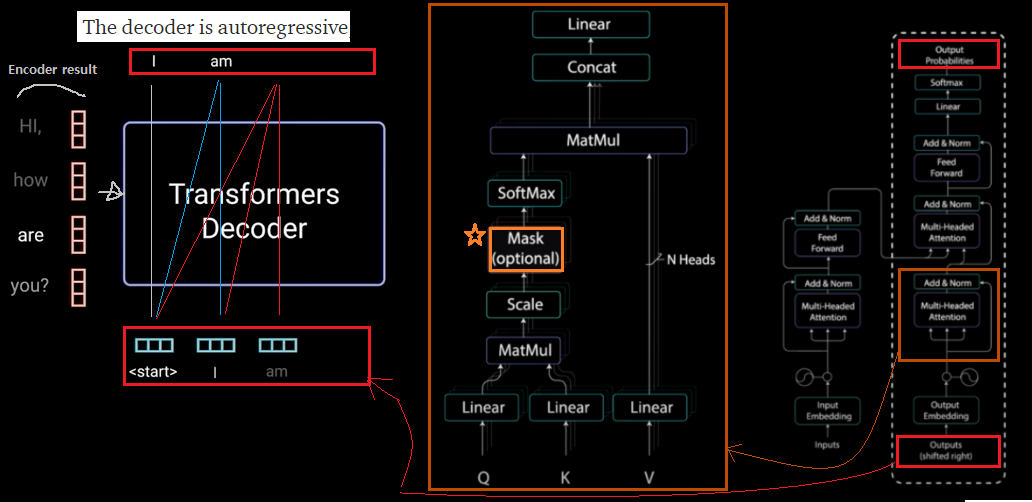 The decoder is autoregressive
I am
Encoder result
HI,
how
are
you?
Transformers
Decoder
<start> I am
Linear
Concat
MatMul
SoftMax
Mask
(optional)
Scale
MatMul
Linear Linear Linear
Q K V
N Heads
Output
Probabilities
Softmax
Linear
Add & Norm
Feed
Forward
Add & Norm
Multi-Headed
Attention
Add & Norm
Multi-Headed
Attention
Output
Embedding
Outputs
(shifted right)
Add & Norm
Feed
Forward
Add & Norm
Multi-Headed
Attention
Input
Embedding
Inputs